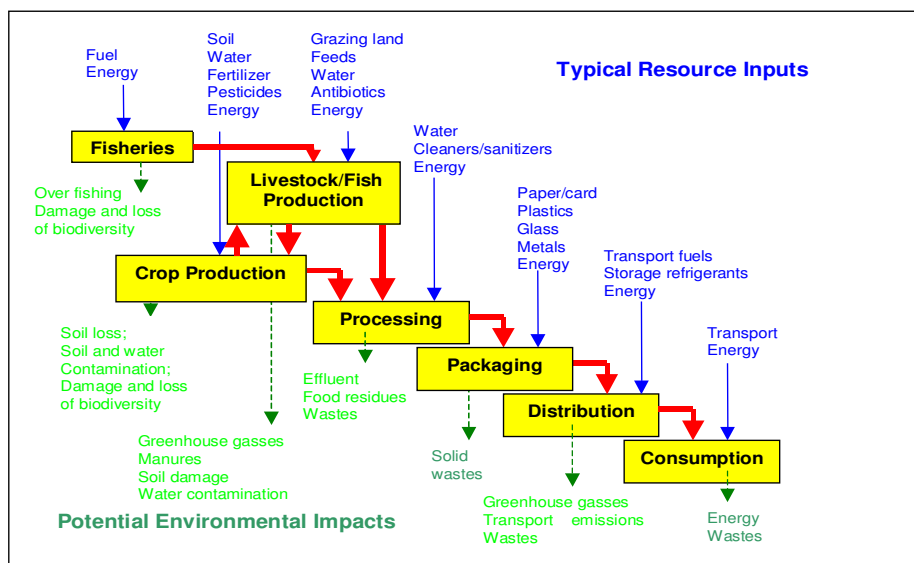 Fuel
Energy
Soil
Water
Fertilizer
Pesticides
Energy
Grazing land
Feeds
Water
Antibiotics
Energy
Typical Resource Inputs
Fisheries
Water
Cleaners/sanitizers
Energy
Livestock/Fish
Production
Over fishing
Damage and loss
of biodiversity
Paper/card
Plastics
Glass
Metals
Energy
Crop Production
Transport fuels
Storage refrigerants
Energy
Processing
Soil loss;
Soil and water
Contamination;
Damage and loss
of biodiversity
Transport
Energy
Packaging
Effluent
Food residues
Wastes
Distribution
Greenhouse gasses
Manures
Soil damage
Water contamination
Solid
wastes
Consumption
Greenhouse gasses
Transport emissions
Wastes
Potential Environmental Impacts
Energy
Wastes